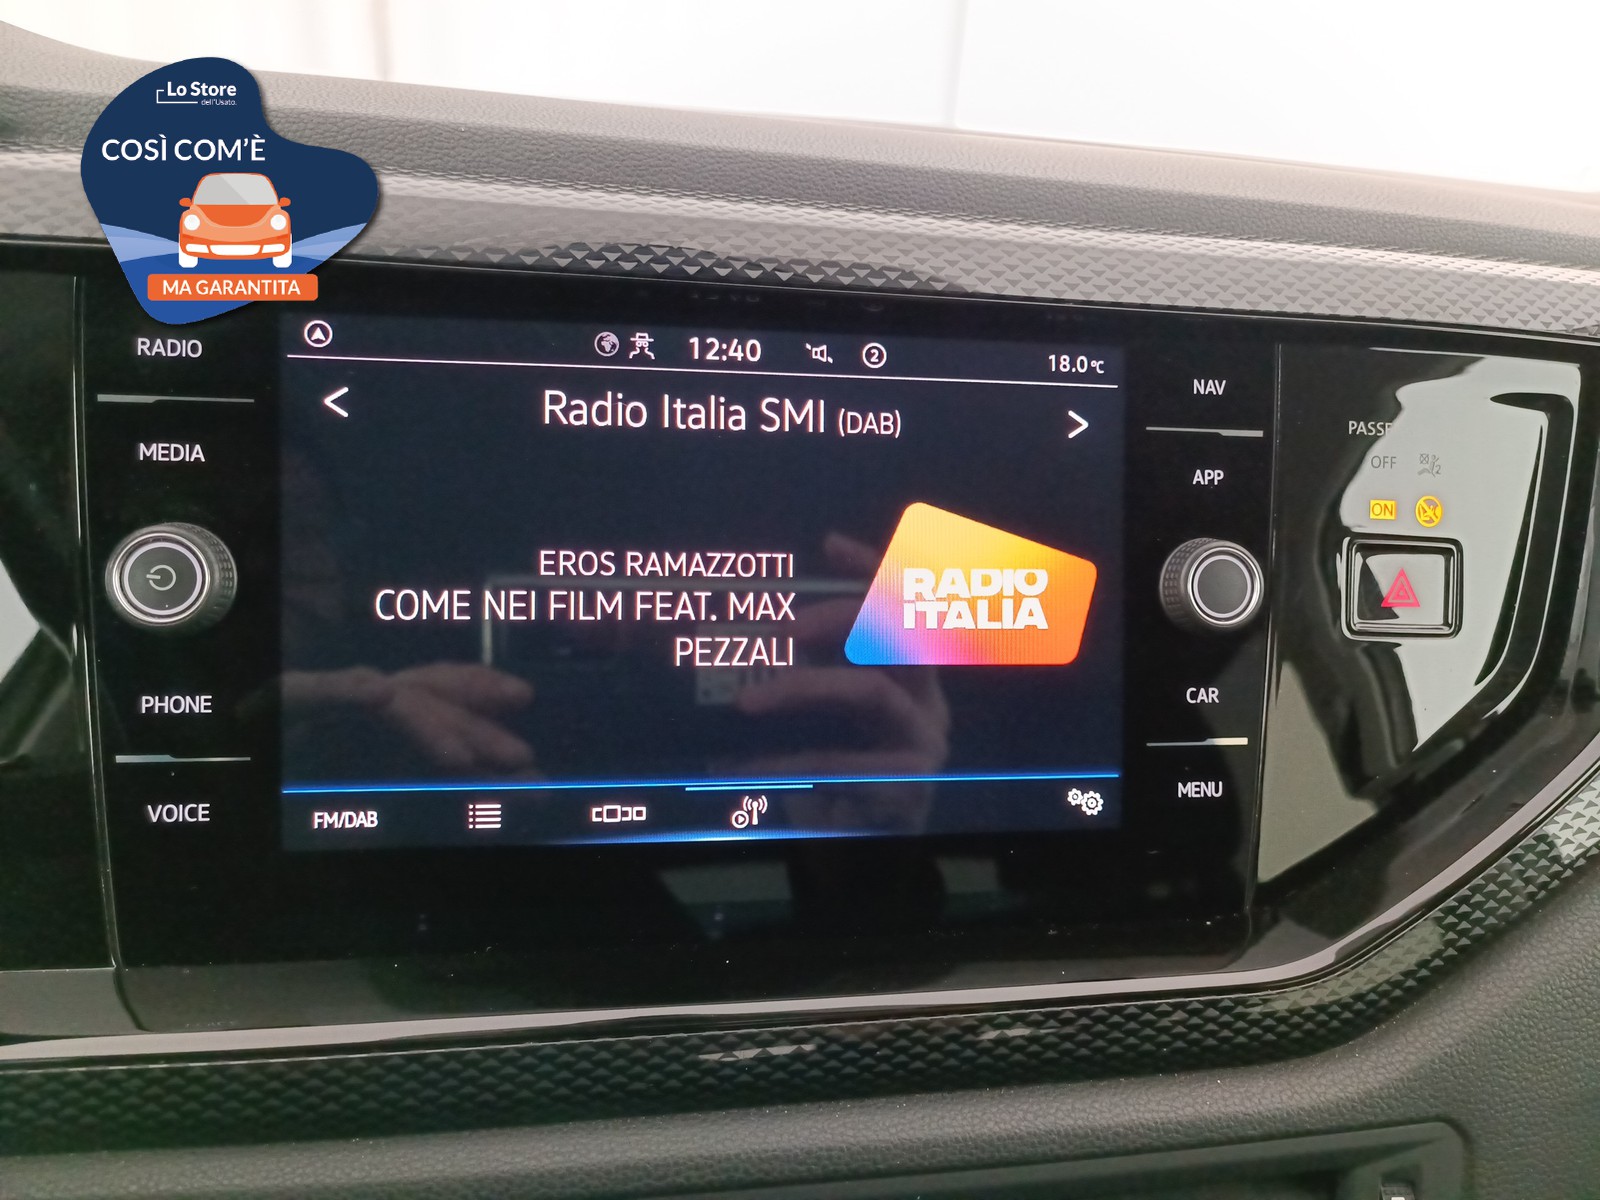 Lo Store
dell'Usato.
COSÌ COM'È
MA GARANTITA
RADIO
MEDIA
PHONE
VOICE
12:40
2
18.0°C
Radio Italia SMI (DAB)
EROS RAMAZZOTTI
COME NEI FILM FEAT. MAX
PEZZALI
RADIO
ITALIA
FM/DAB
NAV
APP
CAR
MENU
PASSE
OFF
ON